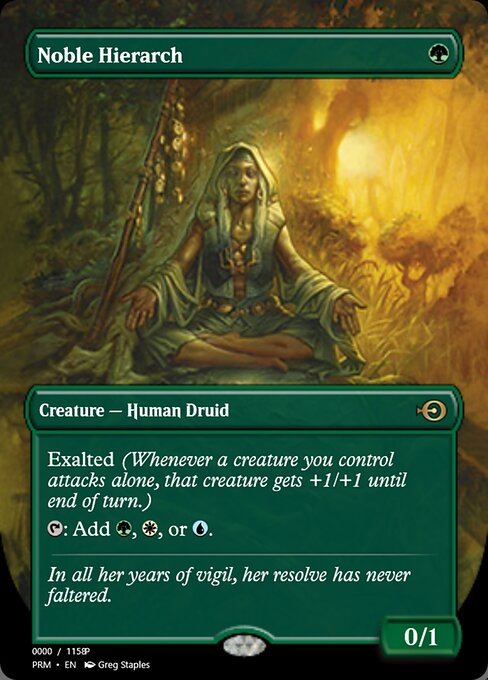 Noble Hierarch
Creature — Human Druid
Exalted (Whenever a creature you control
attacks alone, that creature gets +1/+1 until
end of turn.)
: Add , , or .
In all her years of vigil, her resolve has never
faltered.
0/1
0000 / 1158P
PRM • EN Greg Staples